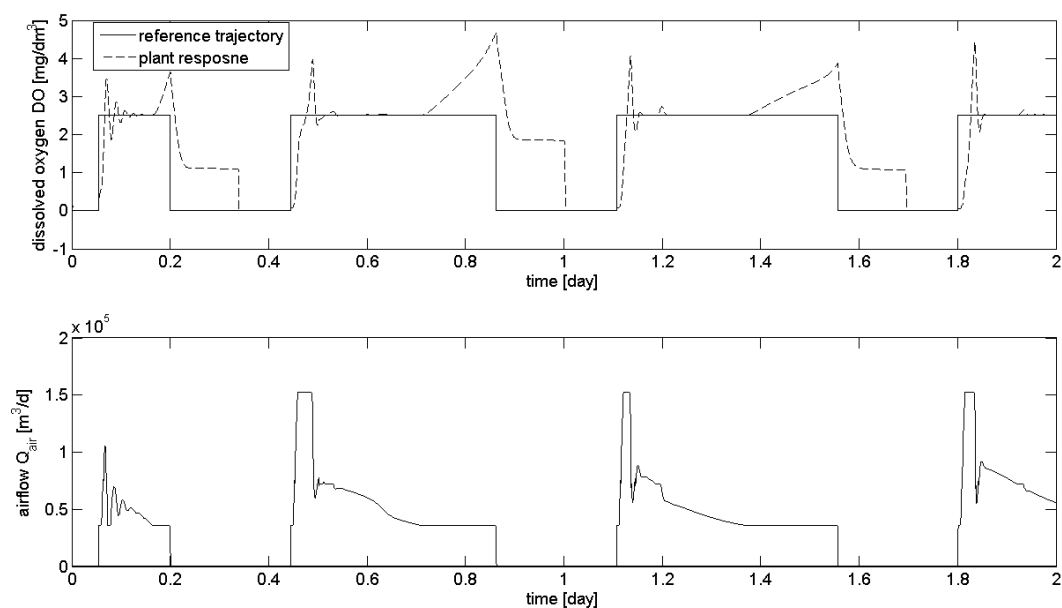 5
4
3
2
1
0
-1
dissolved oxygen DO [mg/dm³]
reference trajectory
plant resposne
0 0.2 0.4 0.6 0.8 1 1.2 1.4 1.6 1.8 2
time [day]
x 10⁵
2
1.5
1
0.5
0
airflow Q_air [m³/d]
0 0.2 0.4 0.6 0.8 1 1.2 1.4 1.6 1.8 2
time [day]